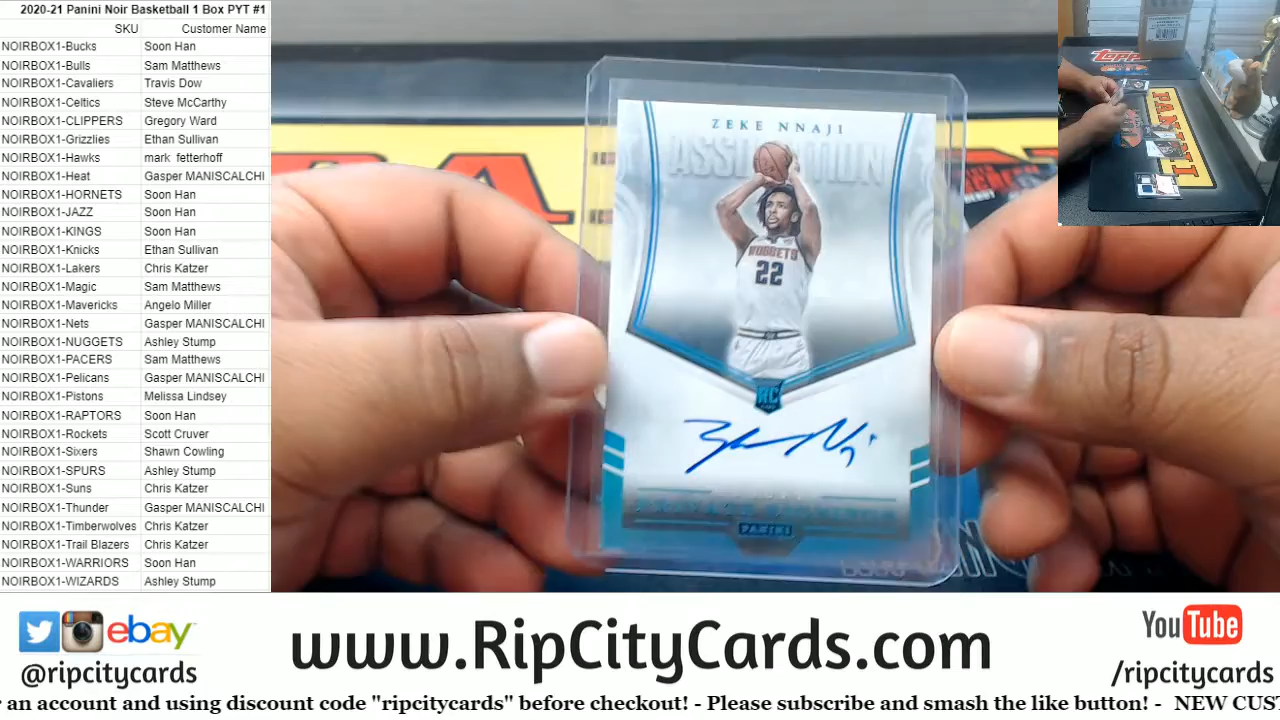 2020-21 Panini Noir Basketball 1 Box PYT #1
SKU Customer Name
NOIRBOX1-Bucks Soon Han
NOIRBOX1-Bulls Sam Matthews
NOIRBOX1-Cavaliers Travis Dow
NOIRBOX1-Celtics Steve McCarthy
NOIRBOX1-CLIPPERS Gregory Ward
NOIRBOX1-Grizzlies Ethan Sullivan
NOIRBOX1-Hawks mark fetterhoff
NOIRBOX1-Heat Gasper MANISCALCHI
NOIRBOX1-HORNETS Soon Han
NOIRBOX1-JAZZ Soon Han
NOIRBOX1-KINGS Soon Han
NOIRBOX1-Knicks Ethan Sullivan
NOIRBOX1-Lakers Chris Katzer
NOIRBOX1-Magic Sam Matthews
NOIRBOX1-Mavericks Angelo Miller
NOIRBOX1-Nets Gasper MANISCALCHI
NOIRBOX1-NUGGETS Ashley Stump
NOIRBOX1-PACERS Sam Matthews
NOIRBOX1-Pelicans Gasper MANISCALCHI
NOIRBOX1-Pistons Melissa Lindsey
NOIRBOX1-RAPTORS Soon Han
NOIRBOX1-Rockets Scott Cruver
NOIRBOX1-Sixers Shawn Cowling
NOIRBOX1-SPURS Ashley Stump
NOIRBOX1-Suns Chris Katzer
NOIRBOX1-Thunder Gasper MANISCALCHI
NOIRBOX1-Timberwolves Chris Katzer
NOIRBOX1-Trail Blazers Chris Katzer
NOIRBOX1-WARRIORS Soon Han
NOIRBOX1-WIZARDS Ashley Stump
ZEKE NNAJI
NUGGETS
22
RC
PANINI
TOPPS
PANINI
ebay
@ripcitycards
www.RipCityCards.com
YouTube
/ripcitycards
r an account and using discount code "ripcitycards" before checkout! - Please subscribe and smash the like button! - NEW CUS